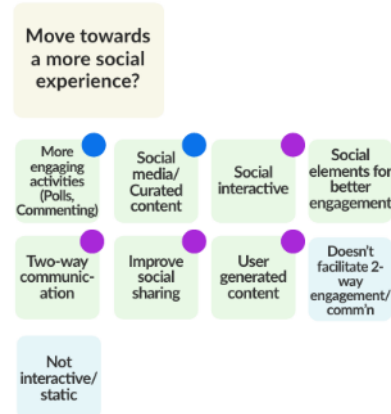 Move towards
a more social
experience?
More
engaging
activities
(Polls,
Commenting)
Social
media/
Curated
content
Social
interactive
Social
elements for
better
engagement
Two-way
communic-
ation
Improve
social
sharing
User
generated
content
Doesn’n
facilitate 2-
way
engagement/
comm’n
Not
interactive/
static